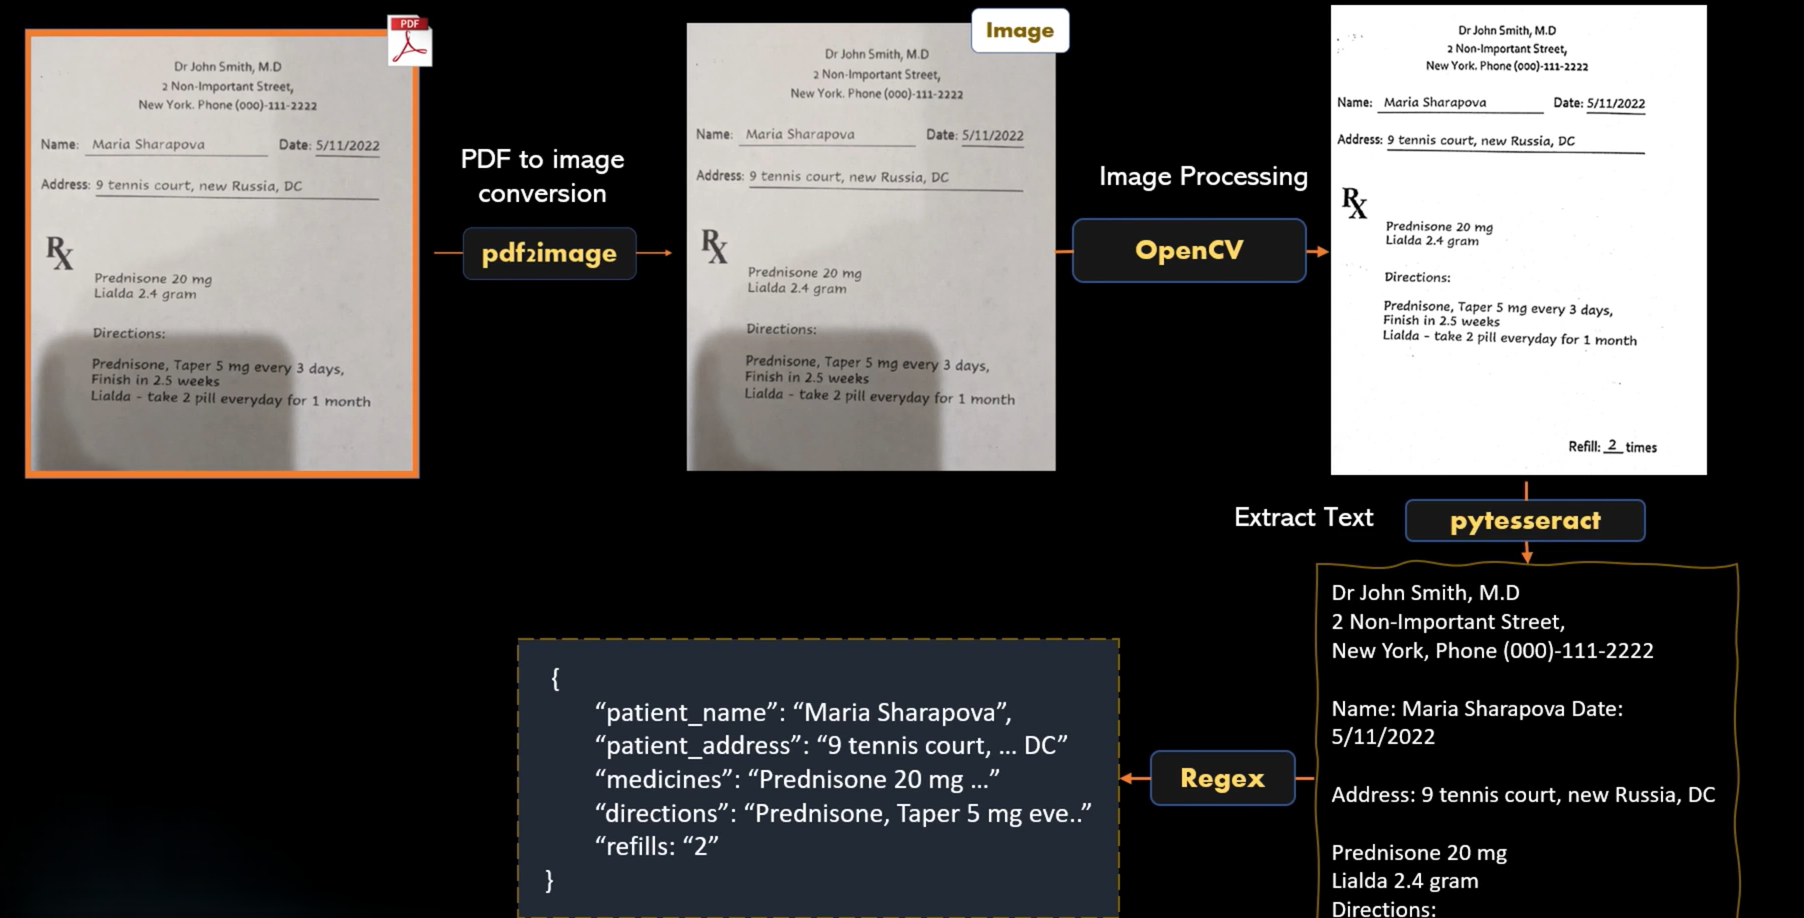 PDF
Dr John Smith, M.D
2 Non-Important Street,
New York. Phone (000)-111-2222
Name: Maria Sharapova Date: 5/11/2022
Address: 9 tennis court, new Russia, DC
Rx
Prednisone 20 mg
Lialda 2.4 gram
Directions:
Prednisone, Taper 5 mg every 3 days,
Finish in 2.5 weeks
Lialda - take 2 pill everyday for 1 month
PDF to image
conversion
pdf2image
Image
Dr John Smith, M.D
2 Non-Important Street,
New York. Phone (000)-111-2222
Name: Maria Sharapova Date: 5/11/2022
Address: 9 tennis court, new Russia, DC
Rx
Prednisone 20 mg
Lialda 2.4 gram
Directions:
Prednisone, Taper 5 mg every 3 days,
Finish in 2.5 weeks
Lialda - take 2 pill everyday for 1 month
Image Processing
OpenCV
Dr John Smith, M.D
2 Non-Important Street,
New York. Phone (000)-111-2222
Name: Maria Sharapova Date: 5/11/2022
Address: 9 tennis court, new Russia, DC
Rx
Prednisone 20 mg
Lialda 2.4 gram
Directions:
Prednisone, Taper 5 mg every 3 days,
Finish in 2.5 weeks
Lialda - take 2 pill everyday for 1 month
Refill: 2 times
Extract Text
pytesseract
Dr John Smith, M.D
2 Non-Important Street,
New York, Phone (000)-111-2222
Name: Maria Sharapova Date:
5/11/2022
Address: 9 tennis court, new Russia, DC
Prednisone 20 mg
Lialda 2.4 gram
Directions:
Regex
{
“patient_name”: “Maria Sharapova”,
“patient_address”: “9 tennis court, ... DC”
“medicines”: “Prednisone 20 mg ...”
“directions”: “Prednisone, Taper 5 mg eve..”
“refills: “2”
}